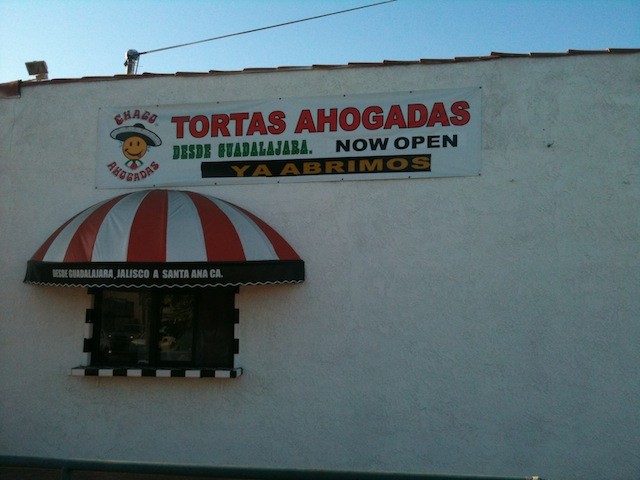 CHAGO
AHOGADAS
TORTAS AHOGADAS
DESDE GUADALAJARA. NOW OPEN
YA ABRIMOS
DESDE GUADALAJARA, JALISCO A SANTA ANA CA.